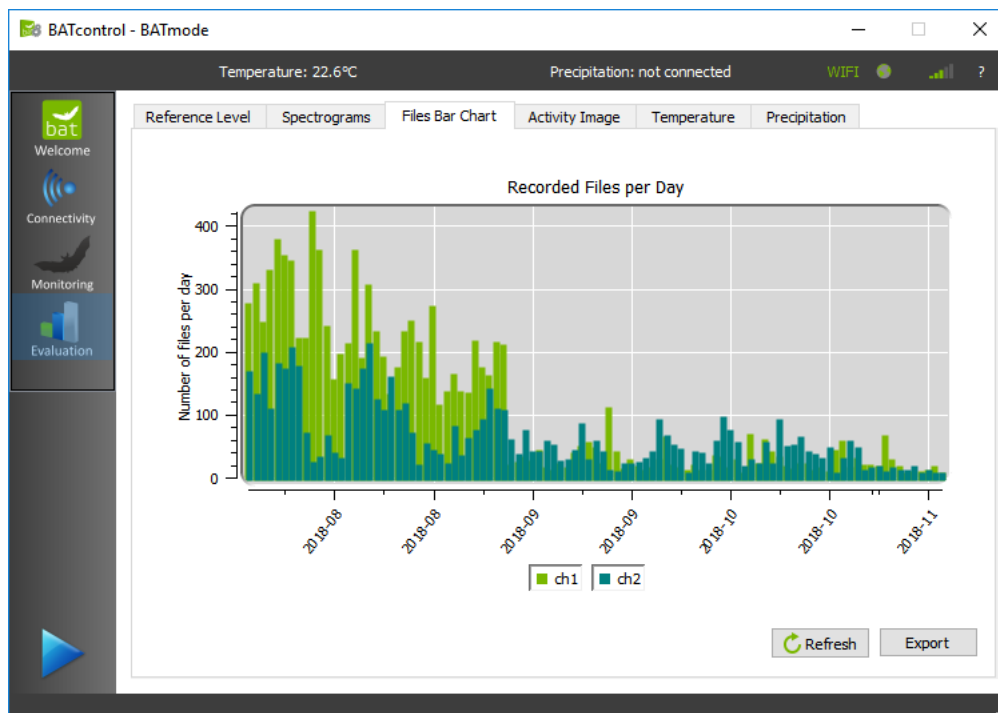 BATcontrol - BATmode
Temperature: 22.6°C Precipitation: not connected WIFI ?
bat
Welcome
Connectivity
Monitoring
Evaluation
Reference Level Spectrograms Files Bar Chart Activity Image Temperature Precipitation
Recorded Files per Day
Number of files per day
400
300
200
100
0
2018-08 2018-08 2018-09 2018-09 2018-10 2018-10 2018-11
ch1 ch2
Refresh Export